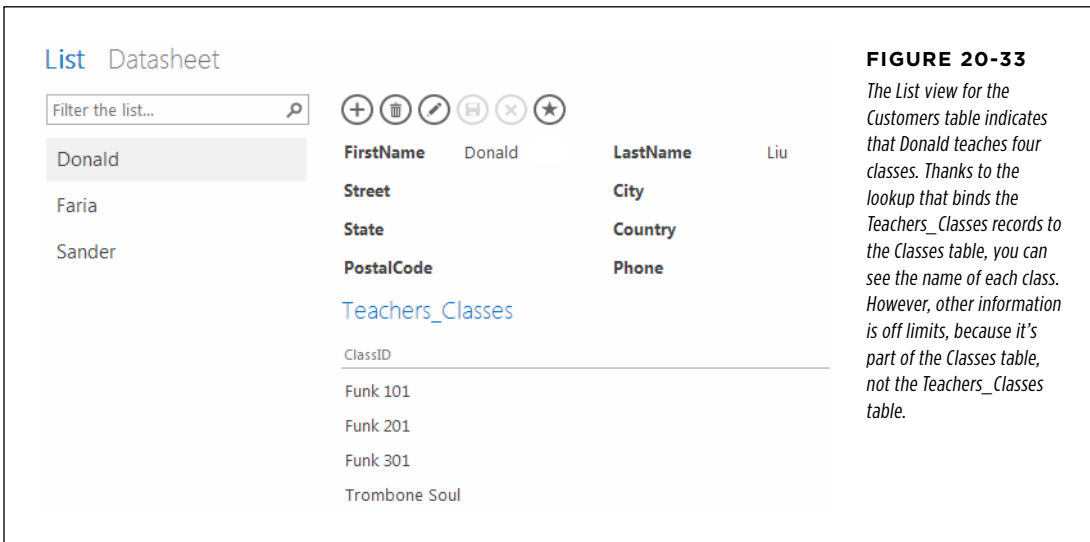 List Datasheet
Filter the list...
Donald
Faria
Sander
FirstName Donald LastName Liu
Street City
State Country
PostalCode Phone
Teachers_Classes
ClassID
Funk 101
Funk 201
Funk 301
Trombone Soul
FIGURE 20-33
The List view for the
Customers table indicates
that Donald teaches four
classes. Thanks to the
lookup that binds the
Teachers_Classes records to
the Classes table, you can
see the name of each class.
However, other information
is off limits, because it's
part of the Classes table,
not the Teachers_Classes
table.